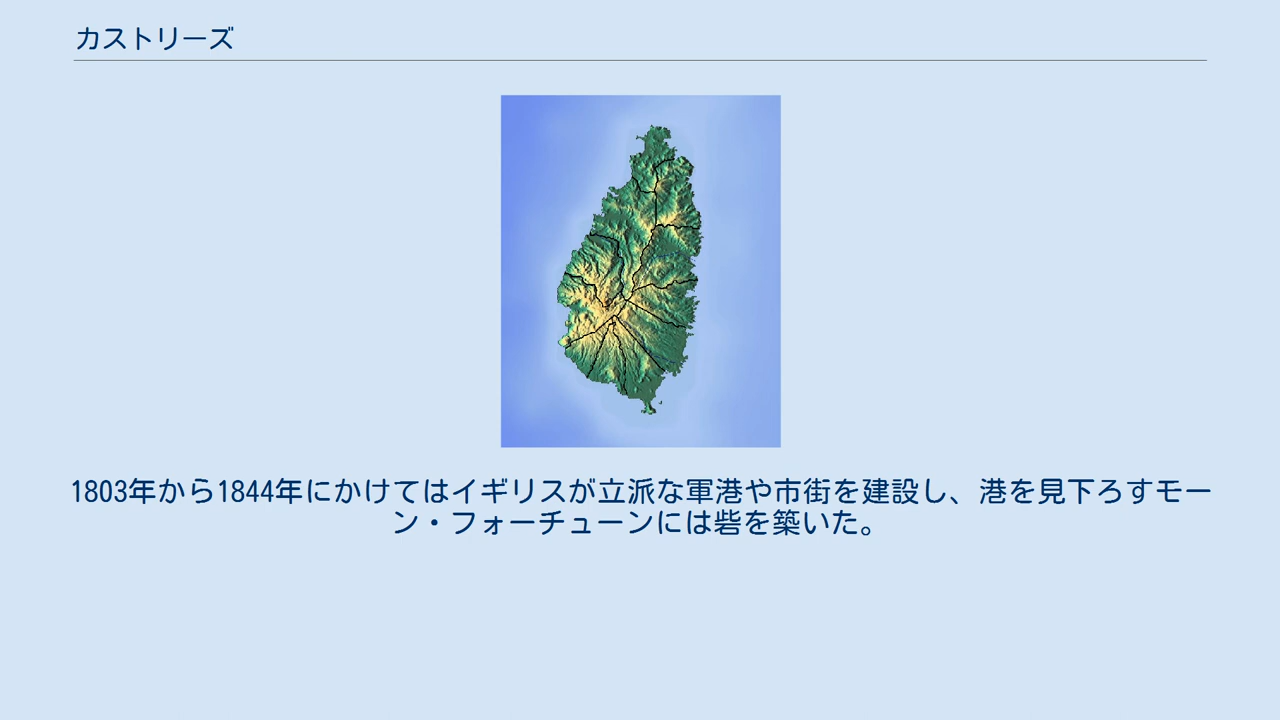 カストリーズ
1803年から1844年にかけてはイギリスが立派な軍港や市街を建設し、港を見下ろすモー
ン・フォーチューンには砦を築いた。